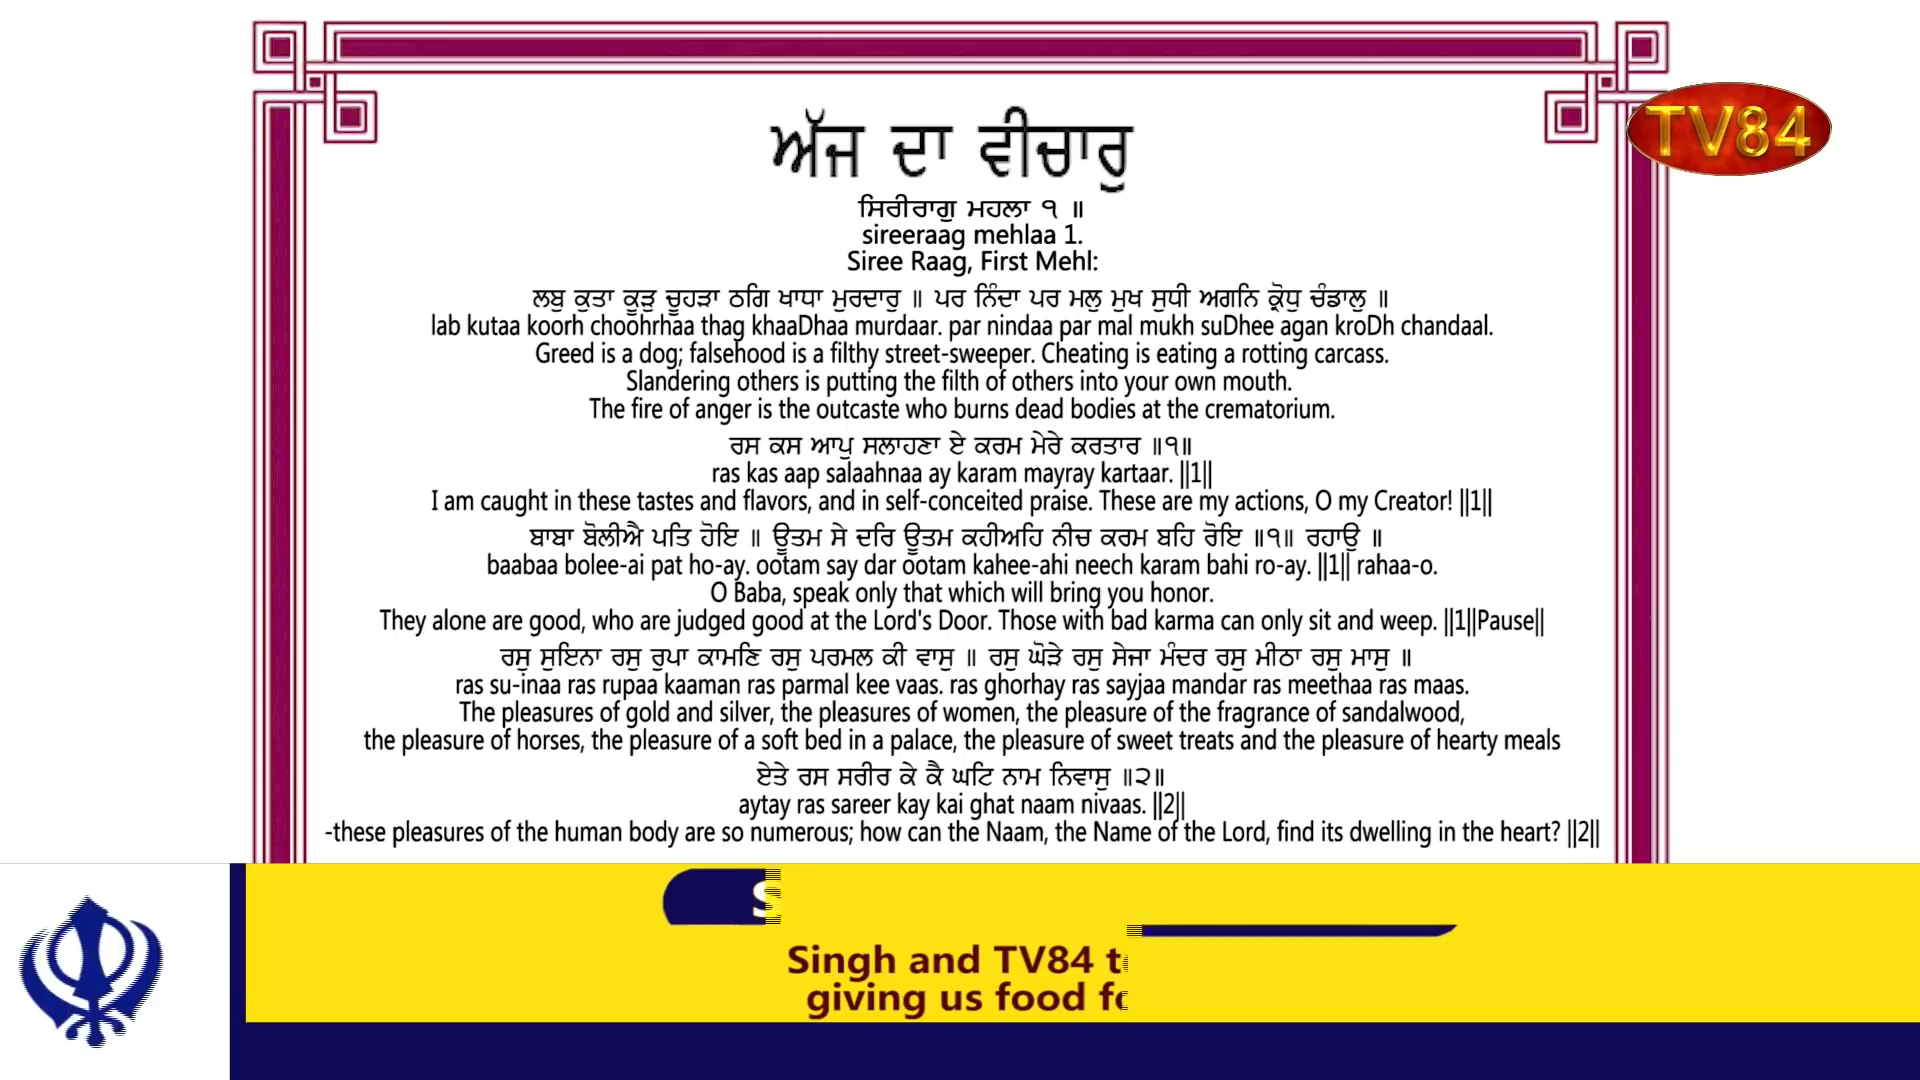 ਅੱਜ ਦਾ ਵੀਚਾਰੁ
TV84
ਸਿਰੀਰਾਗੁ ਮਹਲਾ ੧ ॥
sireeraag mehlaa 1.
Siree Raag, First Mehl:
ਲਬੁ ਕੁਤਾ ਕੂੜੁ ਚੂਹੜਾ ਠਗਿ ਖਾਧਾ ਮੁਰਦਾਰੁ ॥ ਪਰ ਨਿੰਦਾ ਪਰ ਮਲੁ ਮੁਖ ਸੁਧੀ ਅਗਨਿ ਕ੍ਰੋਧੁ ਚੰਡਾਲੁ ॥
lab kutaa koorh choohrhaa thag khaaDhaa murdaar. par nindaa par mal mukh suDhee agan kroDh chandaal.
Greed is a dog; falsehood is a filthy street-sweeper. Cheating is eating a rotting carcass.
Slandering others is putting the filth of others into your own mouth.
The fire of anger is the outcaste who burns dead bodies at the crematorium.
ਰਸ ਕਸ ਆਪੁ ਸਲਾਹਣਾ ਏ ਕਰਮ ਮੇਰੇ ਕਰਤਾਰ ॥੧॥
ras kas aap salaahnaa ay karam mayray kartaar. ||1||
I am caught in these tastes and flavors, and in self-conceited praise. These are my actions, O my Creator! ||1||
ਬਾਬਾ ਬੋਲੀਐ ਪਤਿ ਹੋਇ ॥ ਊਤਮ ਸੇ ਦਰਿ ਊਤਮ ਕਹੀਅਹਿ ਨੀਚ ਕਰਮ ਬਹਿ ਰੋਇ ॥੧॥ ਰਹਾਉ ॥
baabaa bolee-ai pat ho-ay. ootam say dar ootam kahee-ahi neech karam bahi ro-ay. ||1|| rahaa-o.
O Baba, speak only that which will bring you honor.
They alone are good, who are judged good at the Lord's Door. Those with bad karma can only sit and weep. ||1||Pause||
ਰਸੁ ਸੁਇਨਾ ਰਸੁ ਰੁਪਾ ਕਾਮਣਿ ਰਸੁ ਪਰਮਲ ਕੀ ਵਾਸੁ ॥ ਰਸੁ ਘੋੜੇ ਰਸੁ ਸੇਜਾ ਮੰਦਰ ਰਸੁ ਮੀਠਾ ਰਸੁ ਮਾਸੁ ॥
ras su-inaa ras rupaa kaaman ras parmal kee vaas. ras ghorhay ras sayjaa mandar ras meethaa ras maas.
The pleasures of gold and silver, the pleasures of women, the pleasure of the fragrance of sandalwood,
the pleasure of horses, the pleasure of a soft bed in a palace, the pleasure of sweet treats and the pleasure of hearty meals
ਏਤੇ ਰਸ ਸਰੀਰ ਕੇ ਕੈ ਘਟਿ ਨਾਮ ਨਿਵਾਸੁ ॥੨॥
aytay ras sareer kay kai ghat naam nivaas. ||2||
-these pleasures of the human body are so numerous; how can the Naam, the Name of the Lord, find its dwelling in the heart? ||2||
S
Singh and TV84 t
giving us food f